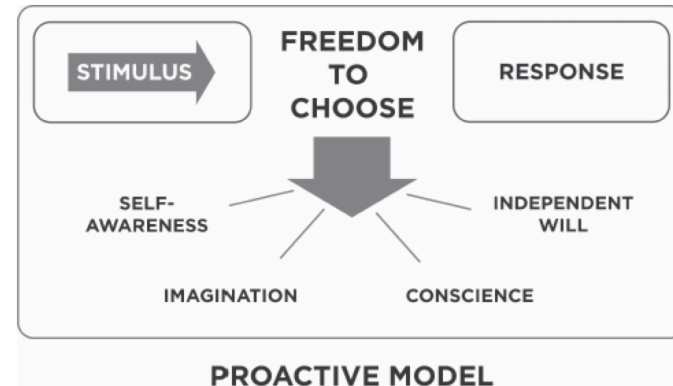 STIMULUS
FREEDOM
TO
CHOOSE
RESPONSE
SELF-
AWARENESS
INDEPENDENT
WILL
IMAGINATION
CONSCIENCE
PROACTIVE MODEL